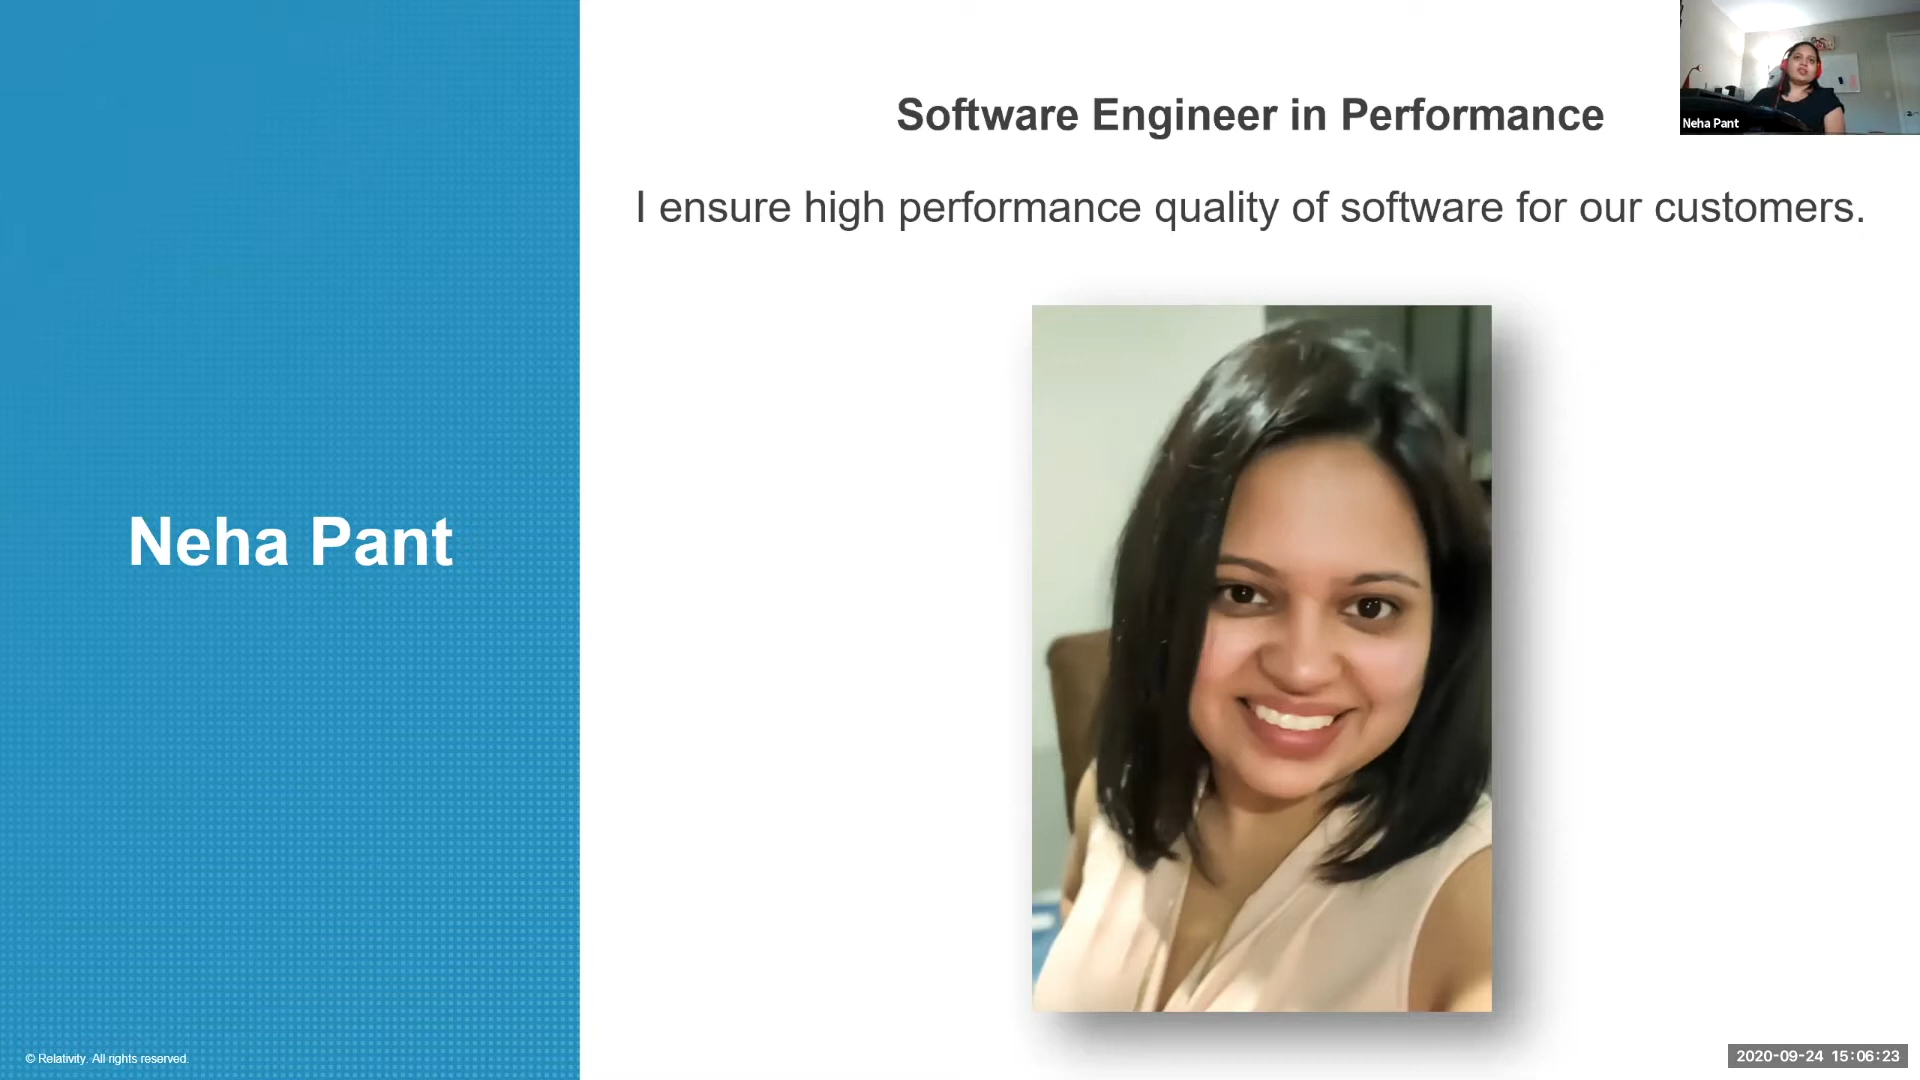 Software Engineer in Performance
Neha Pant
I ensure high performance quality of software for our customers.
Neha Pant
© Relativity. All rights reserved.
2020-09-24 15:06:23